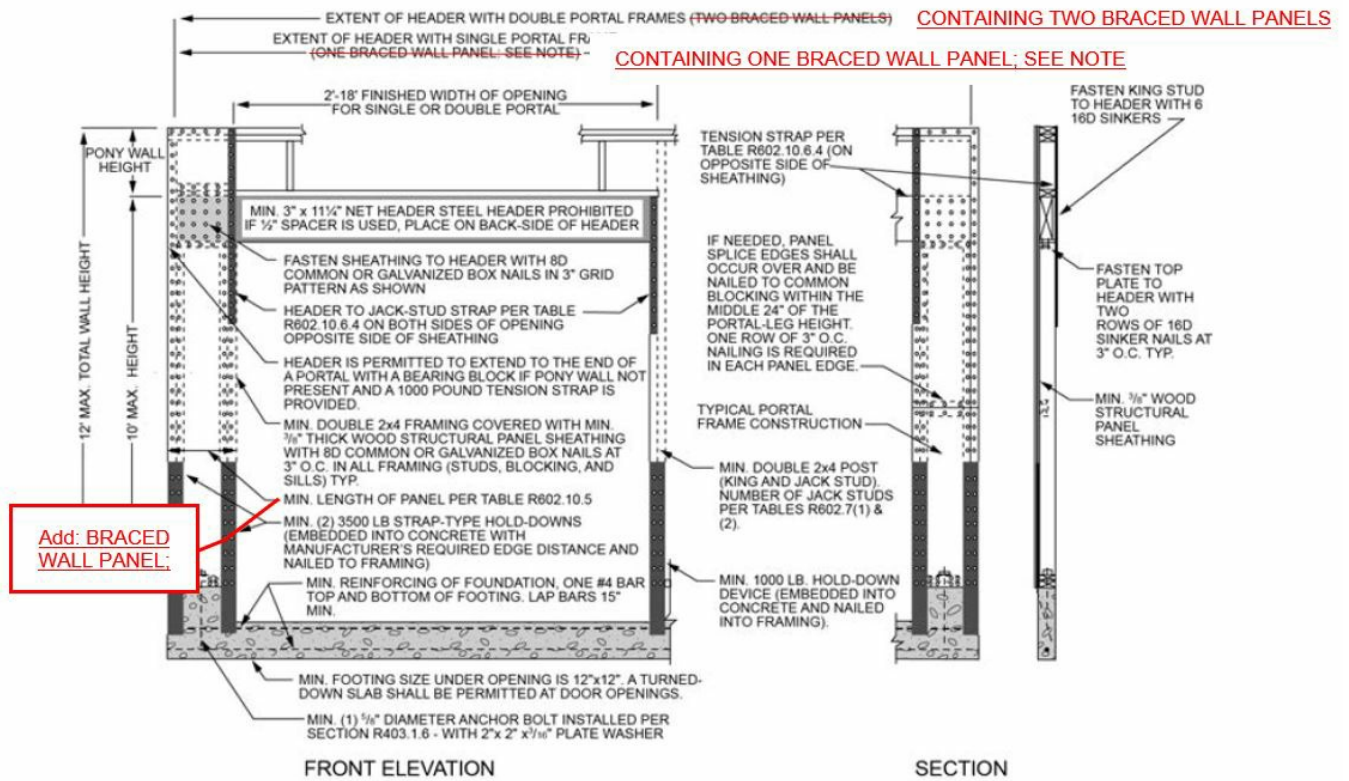 EXTENT OF HEADER WITH DOUBLE PORTAL FRAMES (TWO BRACED WALL PANELS)
CONTAINING TWO BRACED WALL PANELS
EXTENT OF HEADER WITH SINGLE PORTAL FRA
(ONE BRACED WALL PANEL. SEE NOTE)
CONTAINING ONE BRACED WALL PANEL; SEE NOTE
2'-18' FINISHED WIDTH OF OPENING
FOR SINGLE OR DOUBLE PORTAL
PONY WALL
HEIGHT
12' MAX. TOTAL WALL HEIGHT
10' MAX. HEIGHT
MIN. 3" x 11¼" NET HEADER STEEL HEADER PROHIBITED
IF ½" SPACER IS USED, PLACE ON BACK-SIDE OF HEADER
FASTEN SHEATHING TO HEADER WITH 8D
COMMON OR GALVANIZED BOX NAILS IN 3" GRID
PATTERN AS SHOWN
HEADER TO JACK-STUD STRAP PER TABLE
R602.10.6.4 ON BOTH SIDES OF OPENING
OPPOSITE SIDE OF SHEATHING
HEADER IS PERMITTED TO EXTEND TO THE END OF
A PORTAL WITH A BEARING BLOCK IF PONY WALL NOT
PRESENT AND A 1000 POUND TENSION STRAP IS
PROVIDED.
MIN. DOUBLE 2x4 FRAMING COVERED WITH MIN.
⅜" THICK WOOD STRUCTURAL PANEL SHEATHING
WITH 8D COMMON OR GALVANIZED BOX NAILS AT
3" O.C. IN ALL FRAMING (STUDS, BLOCKING, AND
SILLS) TYP.
MIN. LENGTH OF PANEL PER TABLE R602.10.5
Add: BRACED
WALL PANEL;
MIN. (2) 3500 LB STRAP-TYPE HOLD-DOWNS
(EMBEDDED INTO CONCRETE WITH
MANUFACTURER'S REQUIRED EDGE DISTANCE AND
NAILED TO FRAMING)
MIN. REINFORCING OF FOUNDATION, ONE #4 BAR
TOP AND BOTTOM OF FOOTING. LAP BARS 15"
MIN.
MIN. FOOTING SIZE UNDER OPENING IS 12"x12". A TURNED-
DOWN SLAB SHALL BE PERMITTED AT DOOR OPENINGS.
MIN. (1) ⅝" DIAMETER ANCHOR BOLT INSTALLED PER
SECTION R403.1.6 - WITH 2"x 2" x³/₁₆" PLATE WASHER
FRONT ELEVATION
TENSION STRAP PER
TABLE R602.10.6.4 (ON
OPPOSITE SIDE OF
SHEATHING)
IF NEEDED, PANEL
SPLICE EDGES SHALL
OCCUR OVER AND BE
NAILED TO COMMON
BLOCKING WITHIN THE
MIDDLE 24" OF THE
PORTAL-LEG HEIGHT.
ONE ROW OF 3" O.C.
NAILING IS REQUIRED
IN EACH PANEL EDGE.
TYPICAL PORTAL
FRAME CONSTRUCTION
MIN. DOUBLE 2x4 POST
(KING AND JACK STUD).
NUMBER OF JACK STUDS
PER TABLES R602.7(1) &
(2).
MIN. 1000 LB. HOLD-DOWN
DEVICE (EMBEDDED INTO
CONCRETE AND NAILED
INTO FRAMING).
FASTEN KING STUD
TO HEADER WITH 6
16D SINKERS
FASTEN TOP
PLATE TO
HEADER WITH
TWO
ROWS OF 16D
SINKER NAILS AT
3" O.C. TYP.
MIN. ⅜" WOOD
STRUCTURAL
PANEL
SHEATHING
SECTION